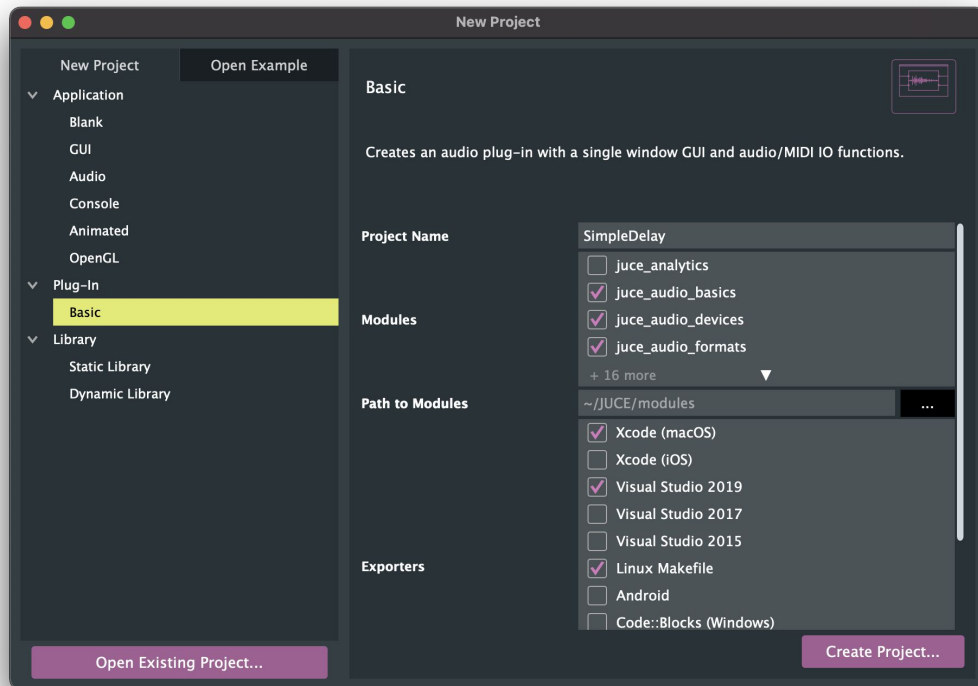 New Project
New Project
Open Example
Application
Blank
GUI
Audio
Console
Animated
OpenGL
Plug-In
Basic
Library
Static Library
Dynamic Library
Open Existing Project...
Basic
Creates an audio plug-in with a single window GUI and audio/MIDI IO functions.
Project Name
SimpleDelay
Modules
juce_analytics
juce_audio_basics
juce_audio_devices
juce_audio_formats
+ 16 more
Path to Modules
~/JUCE/modules
...
Exporters
Xcode (macOS)
Xcode (iOS)
Visual Studio 2019
Visual Studio 2017
Visual Studio 2015
Linux Makefile
Android
Code::Blocks (Windows)
Create Project...